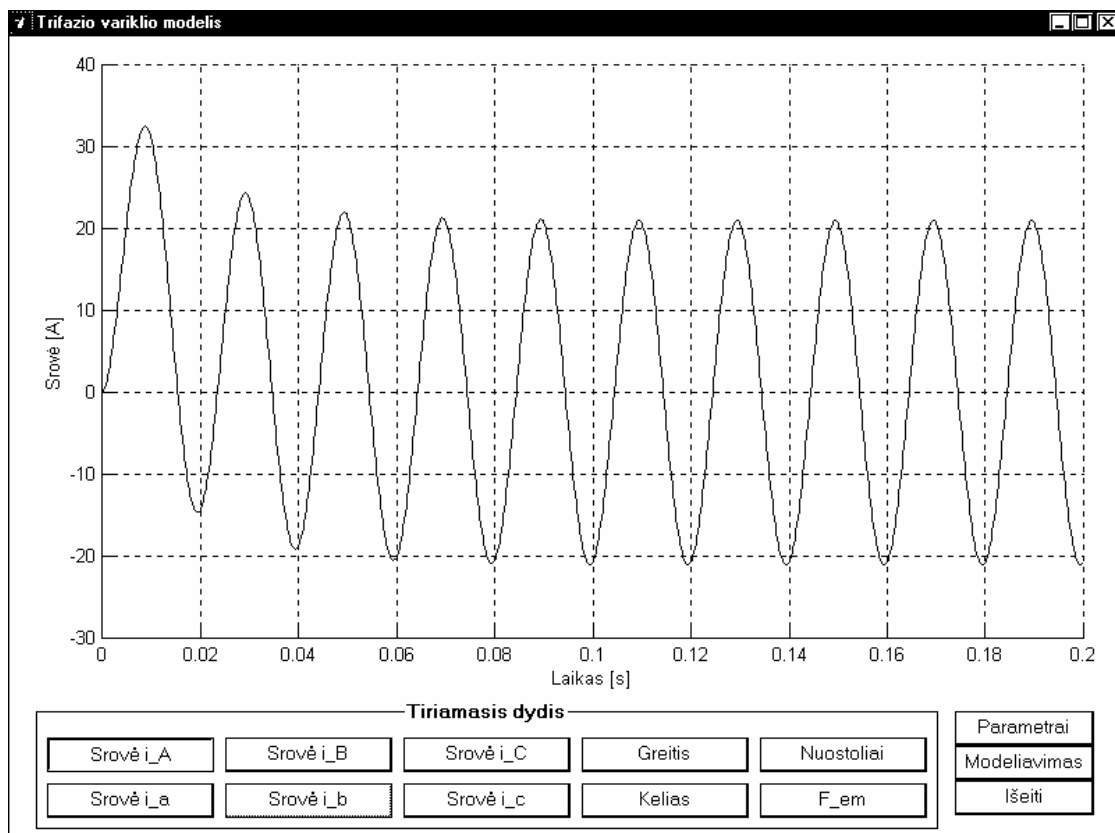 Trifazio variklio modelis
40
30
20
10
0
-10
-20
-30
Srovė [A]
0 0.02 0.04 0.06 0.08 0.1 0.12 0.14 0.16 0.18 0.2
Laikas [s]
Tiriamasis dydis
Srovė i_A Srovė i_B Srovė i_C Greitis Nuostoliai
Srovė i_a Srovė i_b Srovė i_c Kelias F_em
Parametrai
Modeliavimas
Išeiti